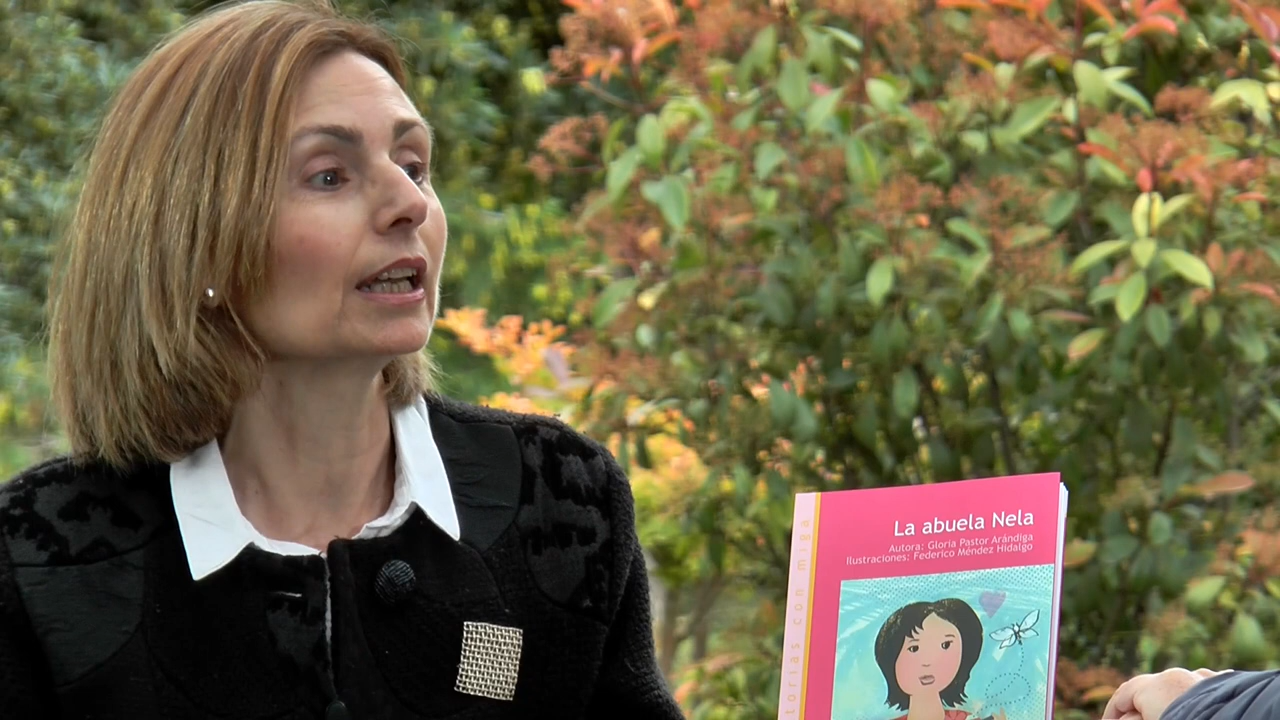 La abuela Nela
Autora: Gloria Pastor Arándiga
Ilustraciones: Federico Méndez Hidalgo
torias con miga